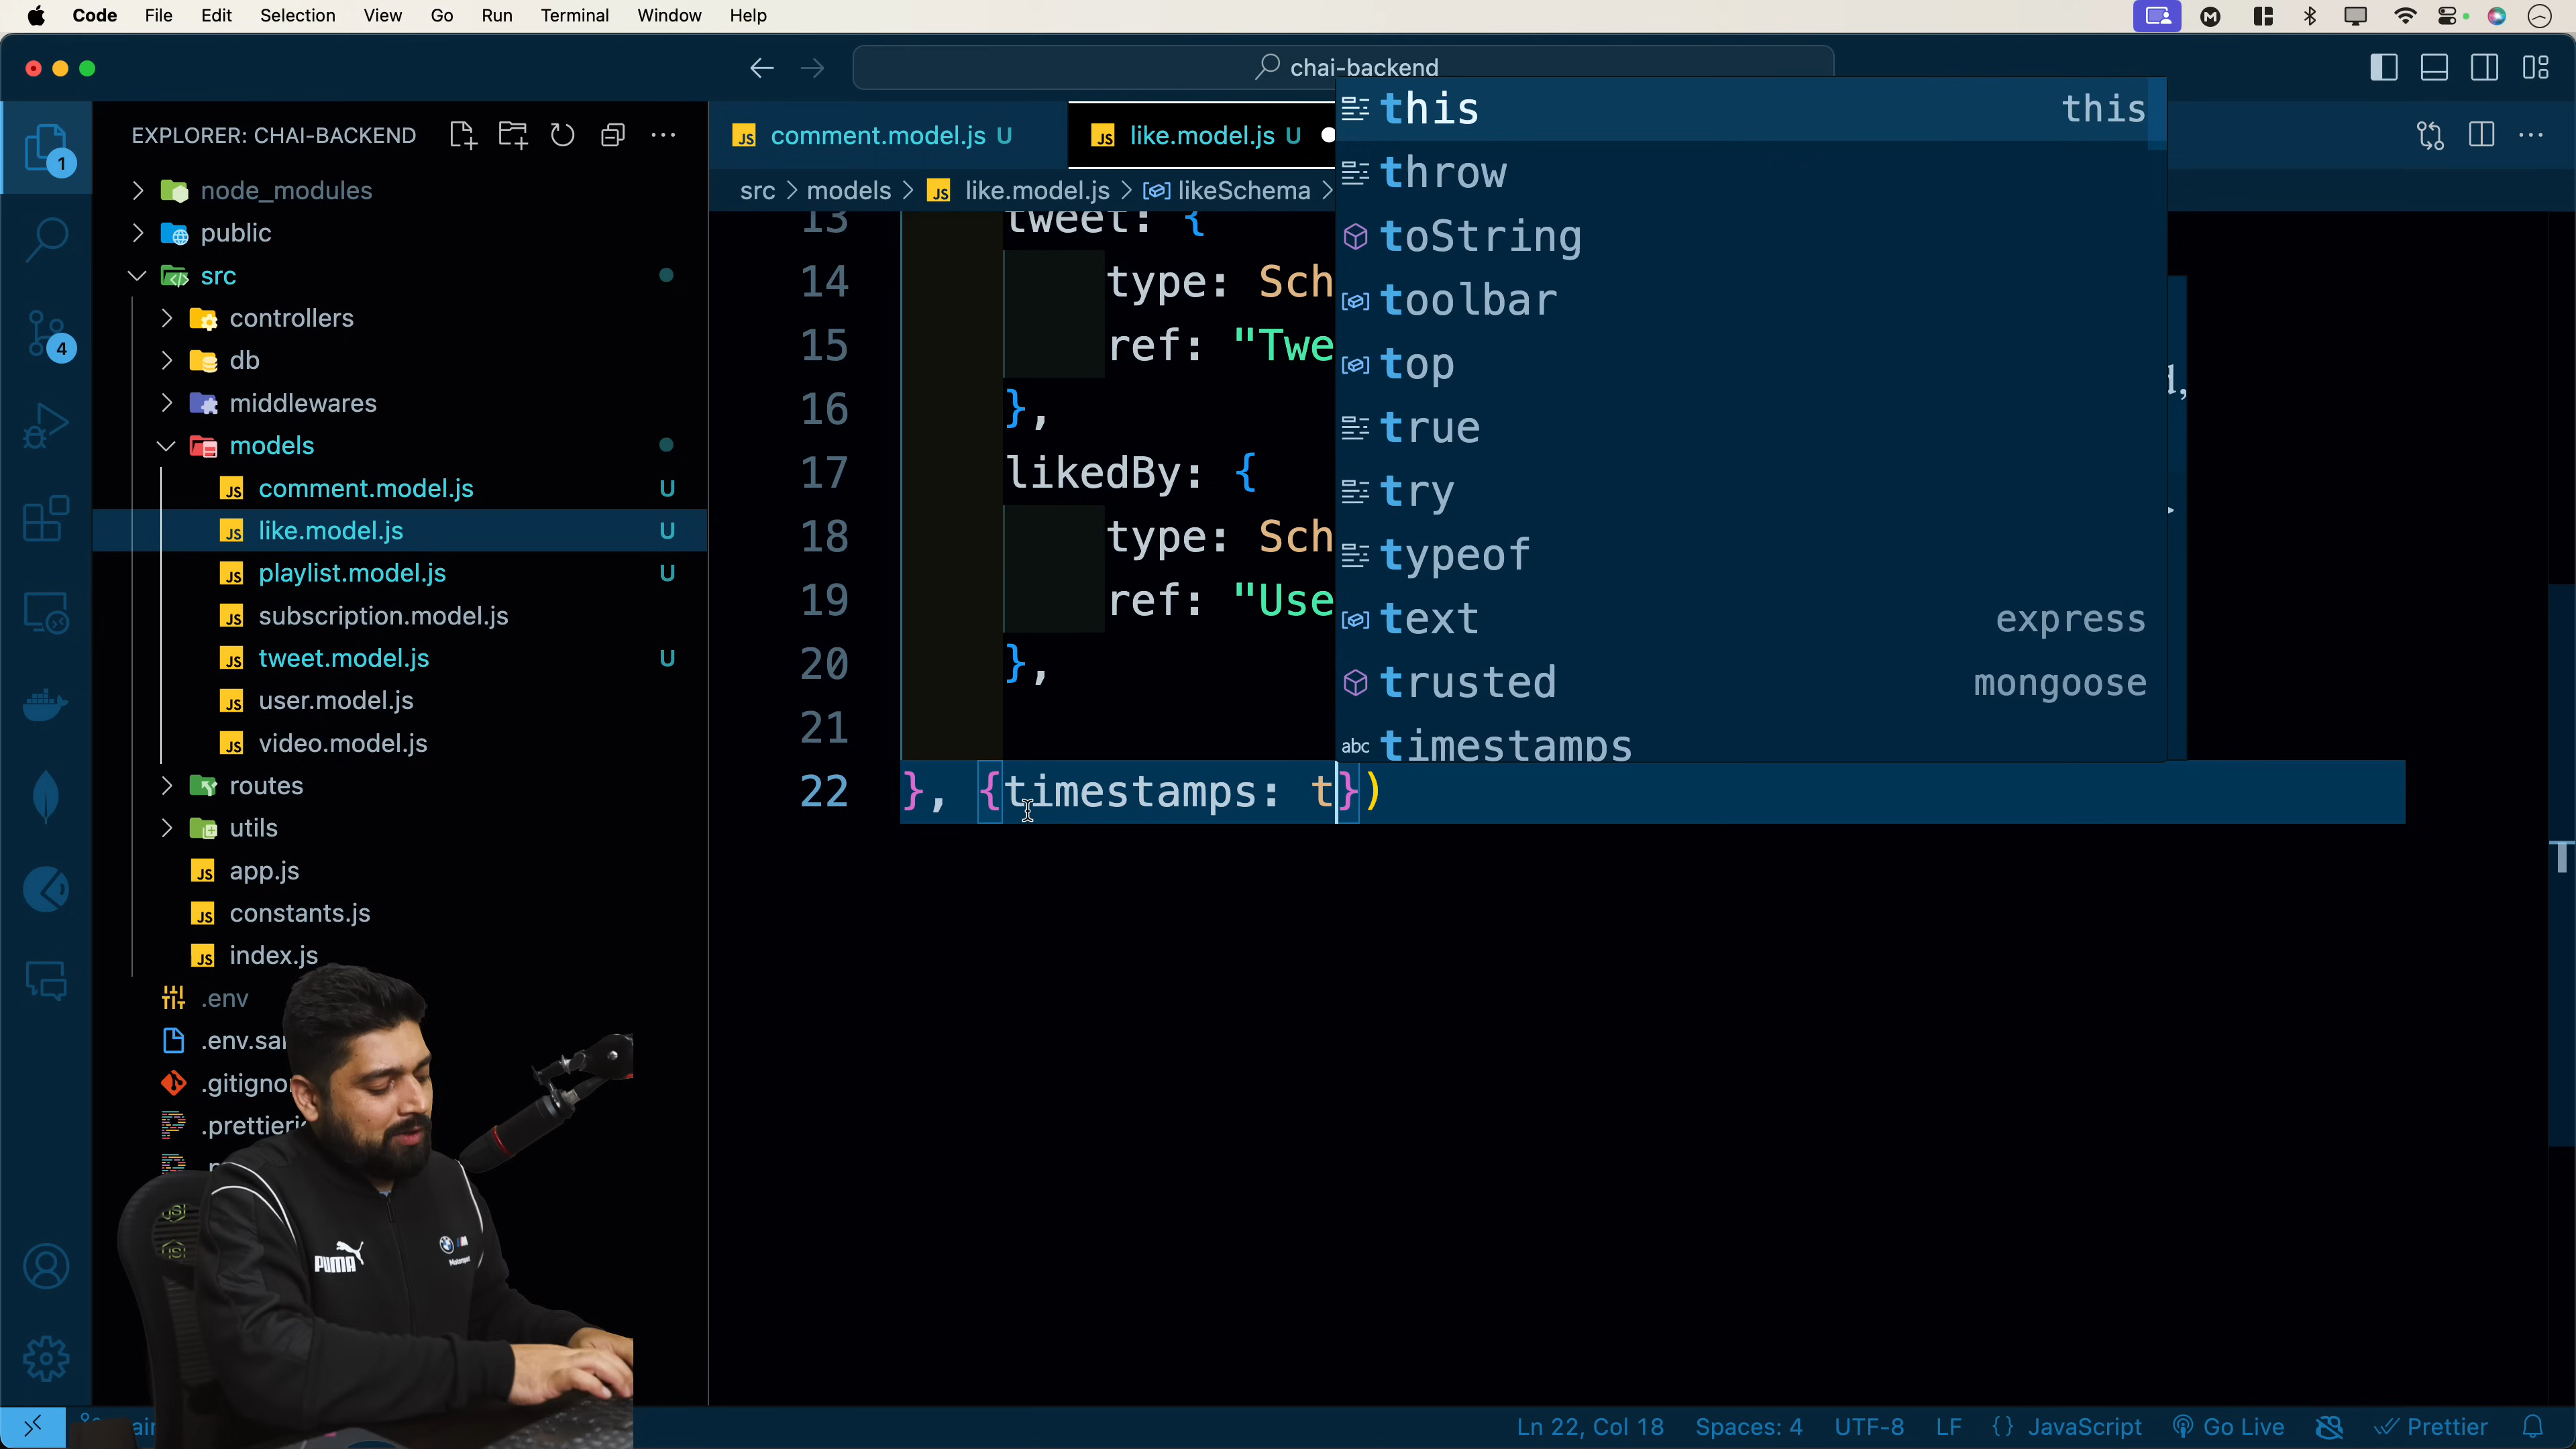 Code File Edit Selection View Go Run Terminal Window Help
chai-backend
EXPLORER: CHAI-BACKEND
1
node_modules
public
src
controllers
4
db
middlewares
models
comment.model.js U
like.model.js U
playlist.model.js U
subscription.model.js
tweet.model.js U
user.model.js
video.model.js
routes
utils
app.js
constants.js
index.js
.env
.gitigno
.prettier
comment.model.js U
like.model.js U
src > models > like.model.js > likeSchema >
13 tweet: {
14 type: Sch
15 ref: "Twe
16 },
17 likedBy: {
18 type: Sch
19 ref: "Use
20 },
21
22 }, {timestamps: t})
this this
throw
toString
toolbar
top
true
try
typeof
text express
trusted mongoose
abc timestamps
PUMA
Ln 22, Col 18 Spaces: 4 UTF-8 LF {} JavaScript Go Live Prettier